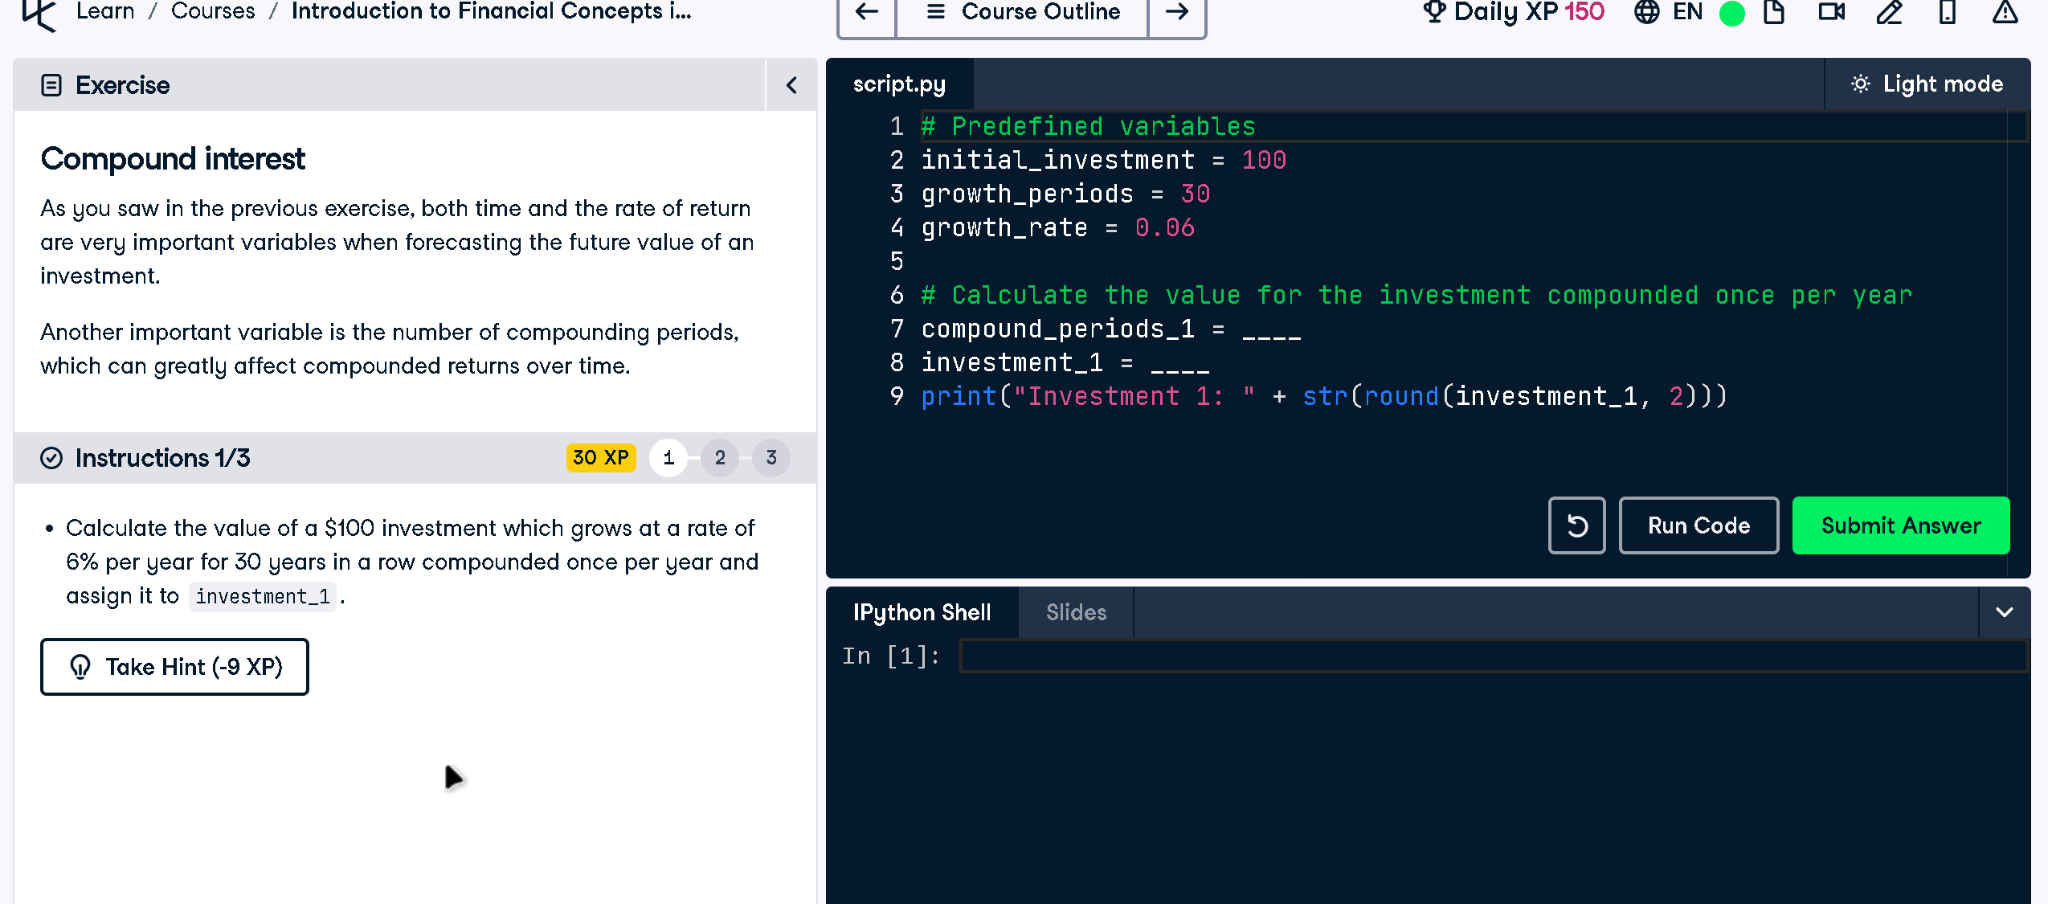 Learn / Courses / Introduction to Financial Concepts i...
Course Outline
Daily XP 150
EN
Exercise
Compound interest
As you saw in the previous exercise, both time and the rate of return
are very important variables when forecasting the future value of an
investment.
Another important variable is the number of compounding periods,
which can greatly affect compounded returns over time.
Instructions 1/3
30 XP
1
2
3
• Calculate the value of a $100 investment which grows at a rate of
6% per year for 30 years in a row compounded once per year and
assign it to investment_1 .
Take Hint (-9 XP)
script.py
Light mode
1 # Predefined variables
2 initial_investment = 100
3 growth_periods = 30
4 growth_rate = 0.06
5
6 # Calculate the value for the investment compounded once per year
7 compound_periods_1 = ____
8 investment_1 = ____
9 print("Investment 1: " + str(round(investment_1, 2)))
Run Code
Submit Answer
IPython Shell
Slides
In [1]: